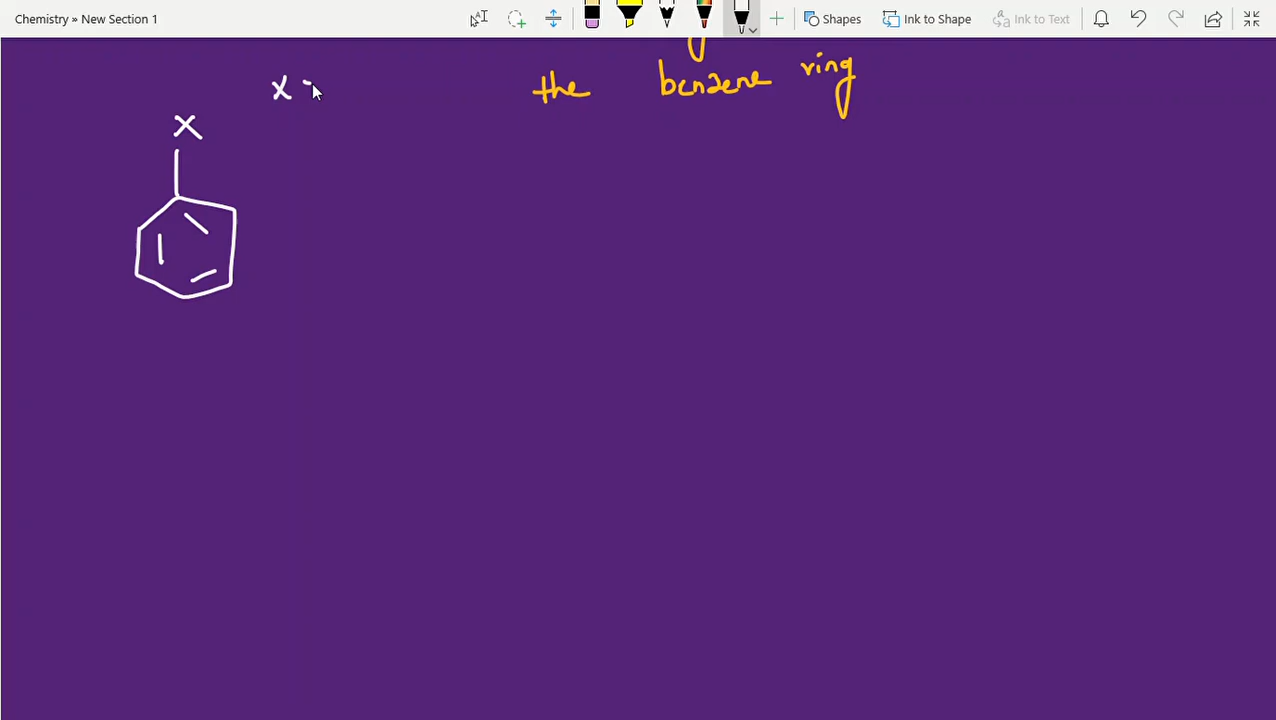 Chemistry » New Section 1
Shapes
Ink to Shape
Ink to Text
the benzene ring
X -
X